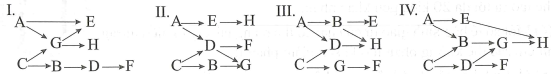 I. II. III. IV.
A E A E H A B E A E
G H D F D H B G H
C B D F C B G C G F C D F